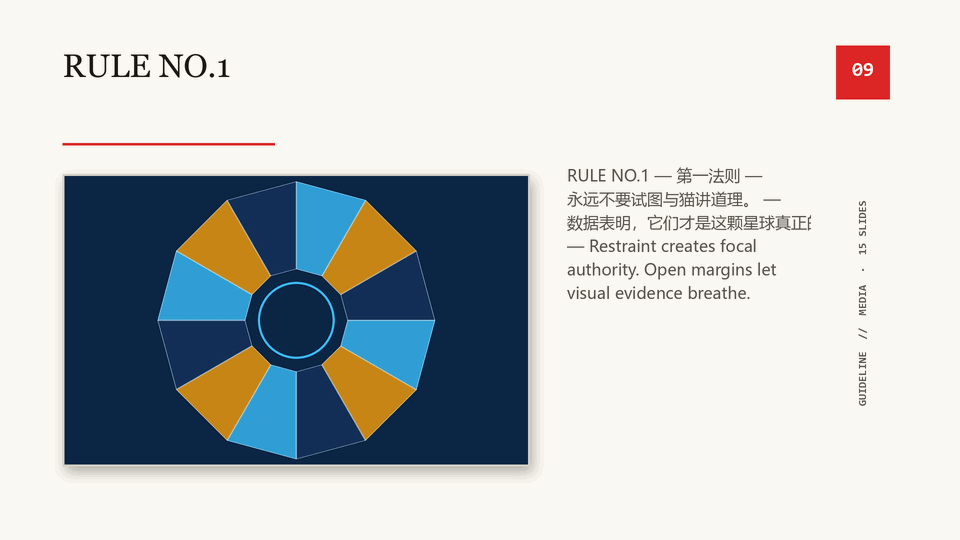 RULE NO.1
09
RULE NO.1 — 第一法则 —
永远不要试图与猫讲道理。 —
数据表明，它们才是这颗星球真正
— Restraint creates focal
authority. Open margins let
visual evidence breathe.
GUIDELINE // MEDIA · 15 SLIDES